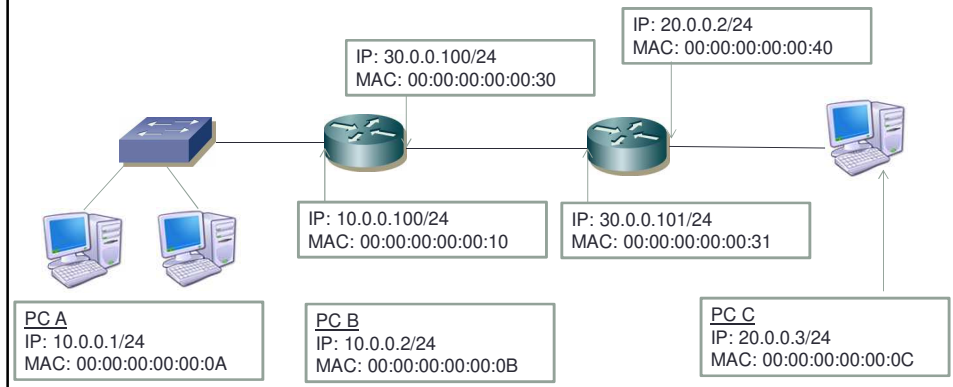 IP: 20.0.0.2/24
MAC: 00:00:00:00:00:40
IP: 30.0.0.100/24
MAC: 00:00:00:00:00:30
IP: 10.0.0.100/24
MAC: 00:00:00:00:00:10
IP: 30.0.0.101/24
MAC: 00:00:00:00:00:31
PC A
IP: 10.0.0.1/24
MAC: 00:00:00:00:00:0A
PC B
IP: 10.0.0.2/24
MAC: 00:00:00:00:00:0B
PC C
IP: 20.0.0.3/24
MAC: 00:00:00:00:00:0C